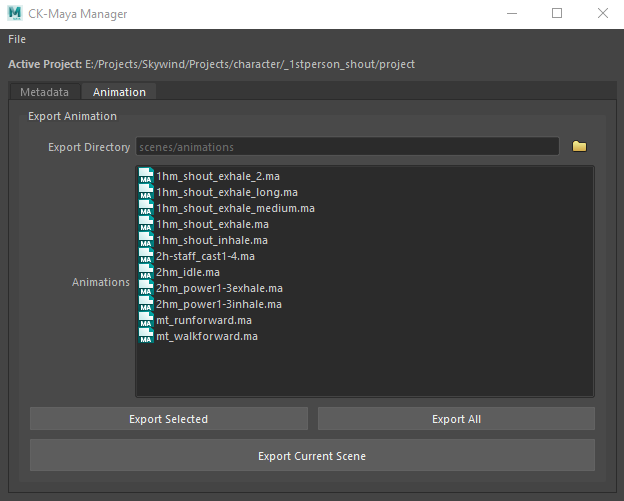 CK-Maya Manager
File
Active Project: E:/Projects/Skywind/Projects/character/_1stperson_shout/project
Metadata Animation
Export Animation
Export Directory scenes/animations
1hm_shout_exhale_2.ma
1hm_shout_exhale_long.ma
1hm_shout_exhale_medium.ma
1hm_shout_exhale.ma
1hm_shout_inhale.ma
2h-staff_cast1-4.ma
Animations 2hm_idle.ma
2hm_power1-3exhale.ma
2hm_power1-3inhale.ma
mt_runforward.ma
mt_walkforward.ma
Export Selected Export All
Export Current Scene